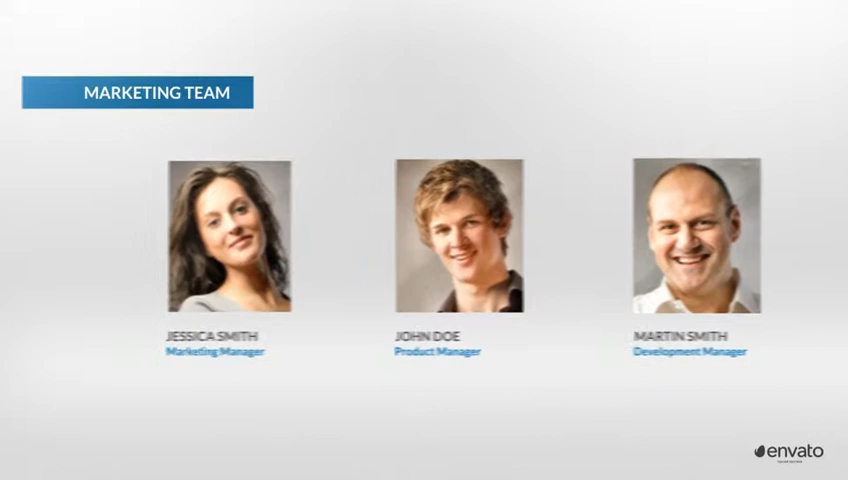 MARKETING TEAM
JESSICA SMITH
Marketing Manager
JOHN DOE
Product Manager
MARTIN SMITH
Development Manager
envato